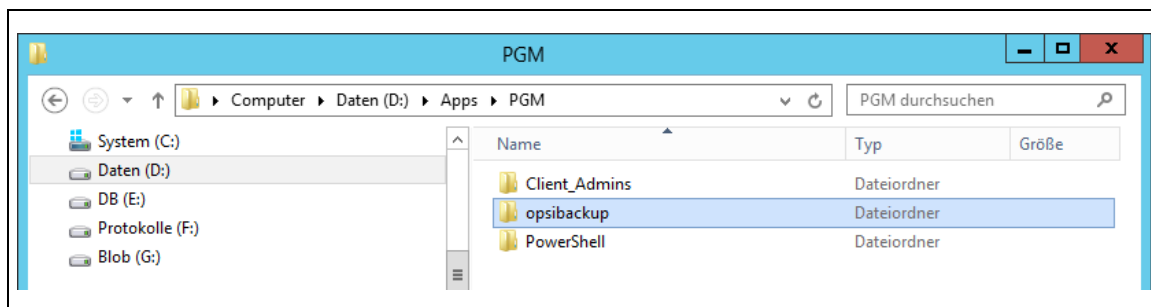 PGM
Computer Daten (D:) Apps PGM
PGM durchsuchen
System (C:)
Daten (D:)
DB (E:)
Protokolle (F:)
Blob (G:)
Name Typ Größe
Client_Admins Dateiordner
opsibackup Dateiordner
PowerShell Dateiordner